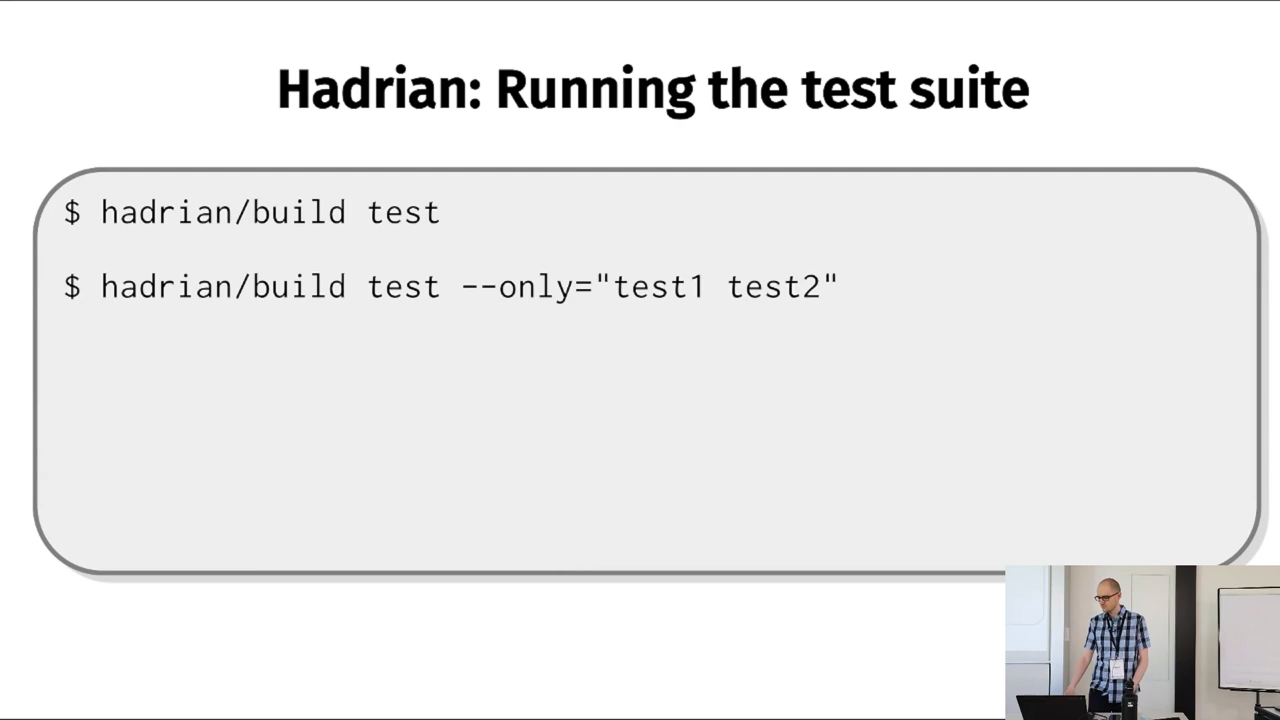 Hadrian: Running the test suite
$ hadrian/build test
$ hadrian/build test --only="test1 test2"